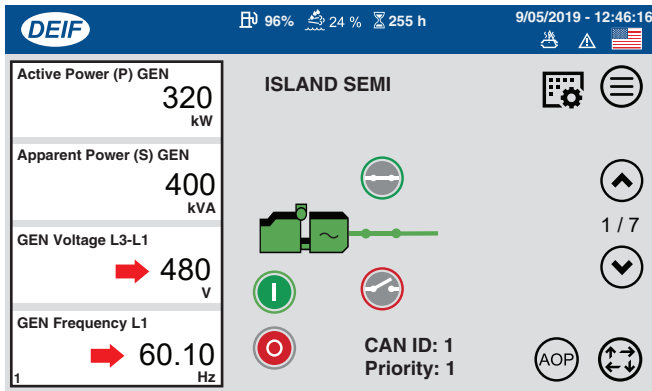 DEIF
96% 24 % 255 h
9/05/2019 - 12:46:16
Active Power (P) GEN
320
kW
Apparent Power (S) GEN
400
kVA
GEN Voltage L3-L1
480
V
GEN Frequency L1
60.10
1 Hz
ISLAND SEMI
CAN ID: 1
Priority: 1
1 / 7
AOP